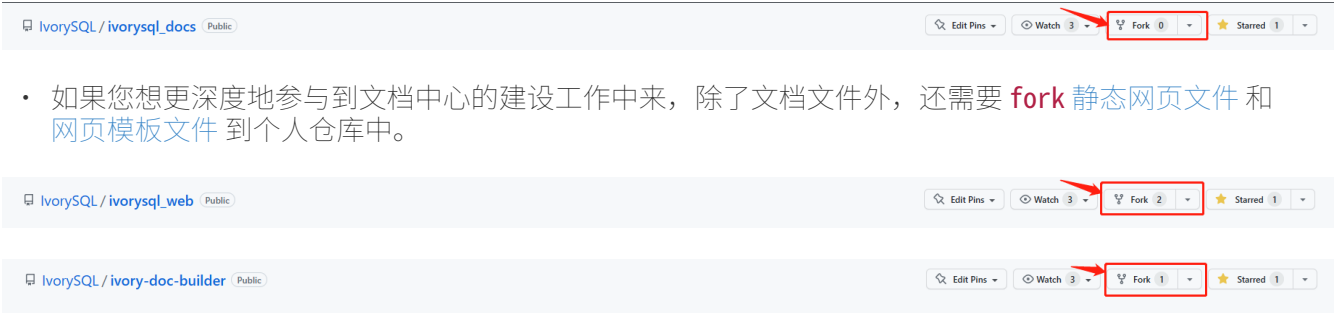 IvorySQL / ivorysql_docs Public Edit Pins Watch 3 Fork 0 Starred 1
• 如果您想更深度地参与到文档中心的建设工作中来，除了文档文件外，还需要 fork 静态网页文件 和
网页模板文件 到个人仓库中。
IvorySQL / ivorysql_web Public Edit Pins Watch 3 Fork 2 Starred 1
IvorySQL / ivory-doc-builder Public Edit Pins Watch 3 Fork 1 Starred 1